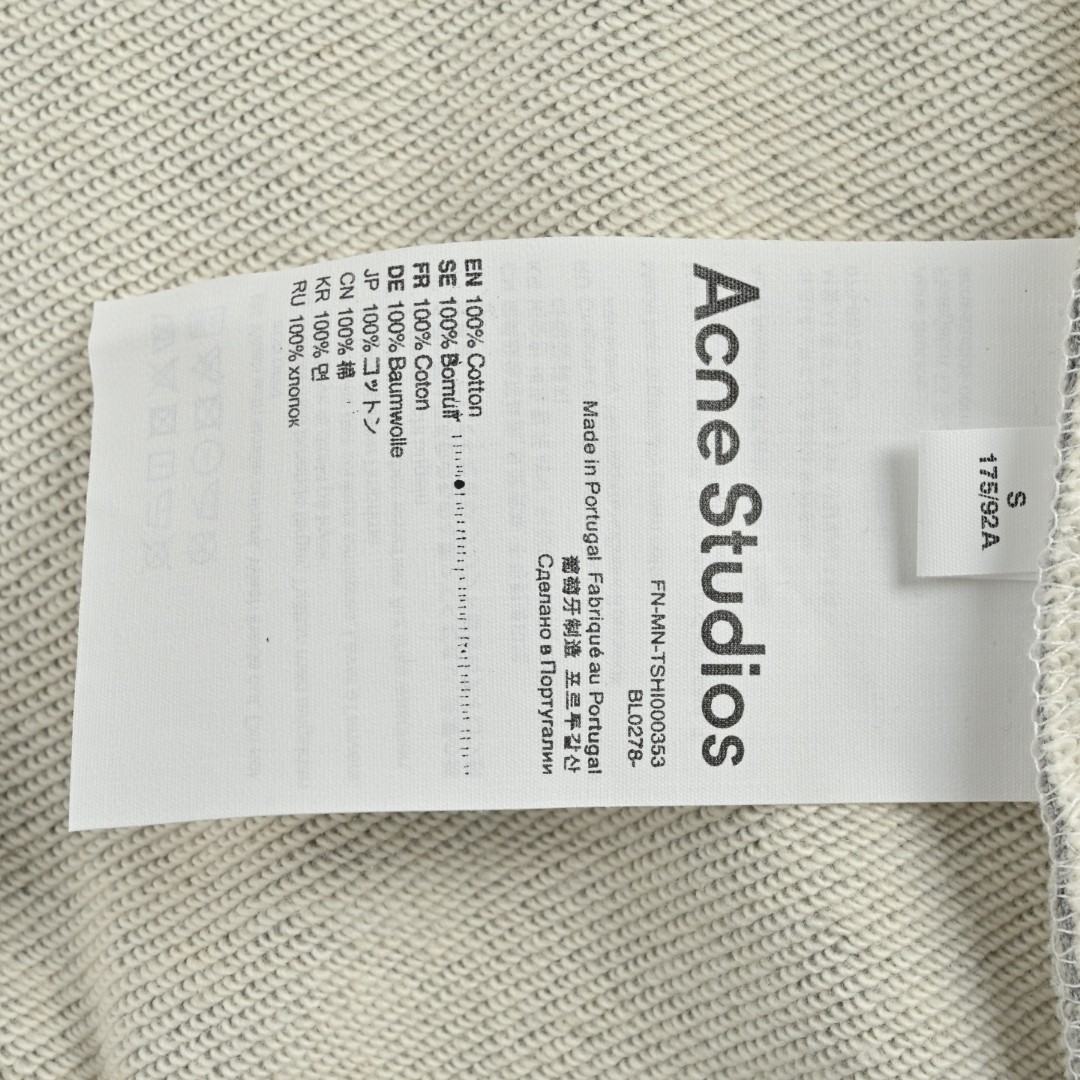 Acne Studios
FN-MN-TSHI000353
BL0278-
Made in Portugal Fabriqué au Portugal
葡萄牙制造 포르투갈산
Сделано в Португалии
EN 100% Cotton
SE 100% Bomull
FR 100% Coton
DE 100% Baumwolle
JP 100% コットン
CN 100% 棉
KR 100% 면
RU 100% хлопок
S
175/92A